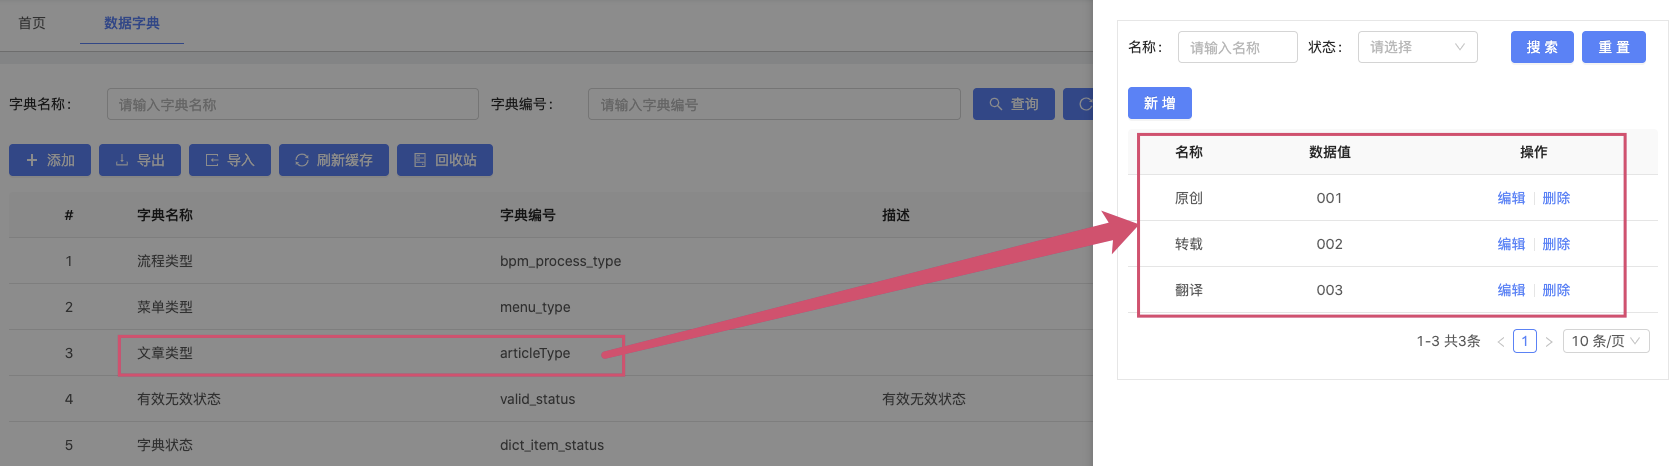 首页 数据字典
字典名称： 请输入字典名称 字典编号： 请输入字典编号 查询
添加 导出 导入 刷新缓存 回收站
# 字典名称 字典编号 描述
1 流程类型 bpm_process_type
2 菜单类型 menu_type
3 文章类型 articleType
4 有效无效状态 valid_status 有效无效状态
5 字典状态 dict_item_status
名称： 请输入名称 状态： 请选择 搜 索 重 置
新 增
名称 数据值 操作
原创 001 编辑 删除
转载 002 编辑 删除
翻译 003 编辑 删除
1-3 共3条 < 1 > 10 条/页